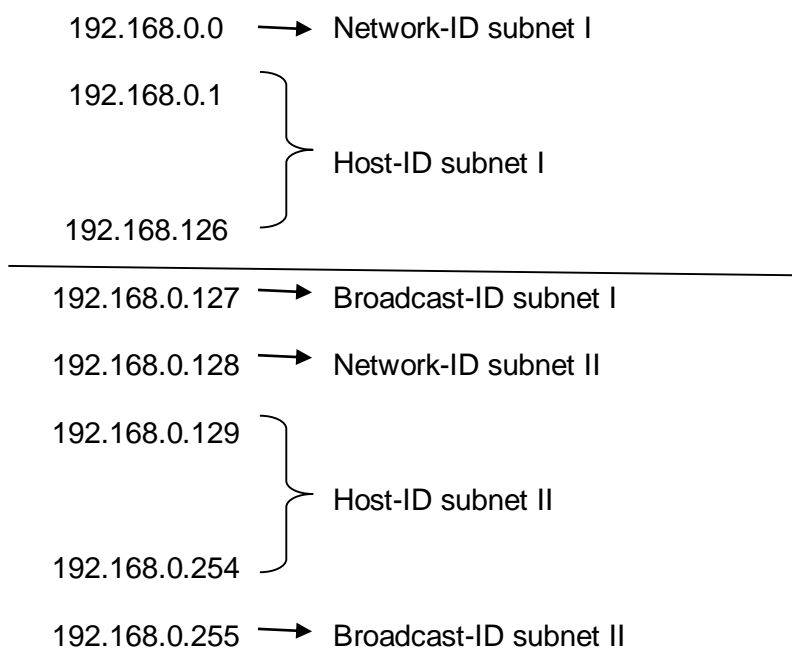 192.168.0.0 Network-ID subnet I
192.168.0.1
Host-ID subnet I
192.168.126
192.168.0.127 Broadcast-ID subnet I
192.168.0.128 Network-ID subnet II
192.168.0.129
Host-ID subnet II
192.168.0.254
192.168.0.255 Broadcast-ID subnet II